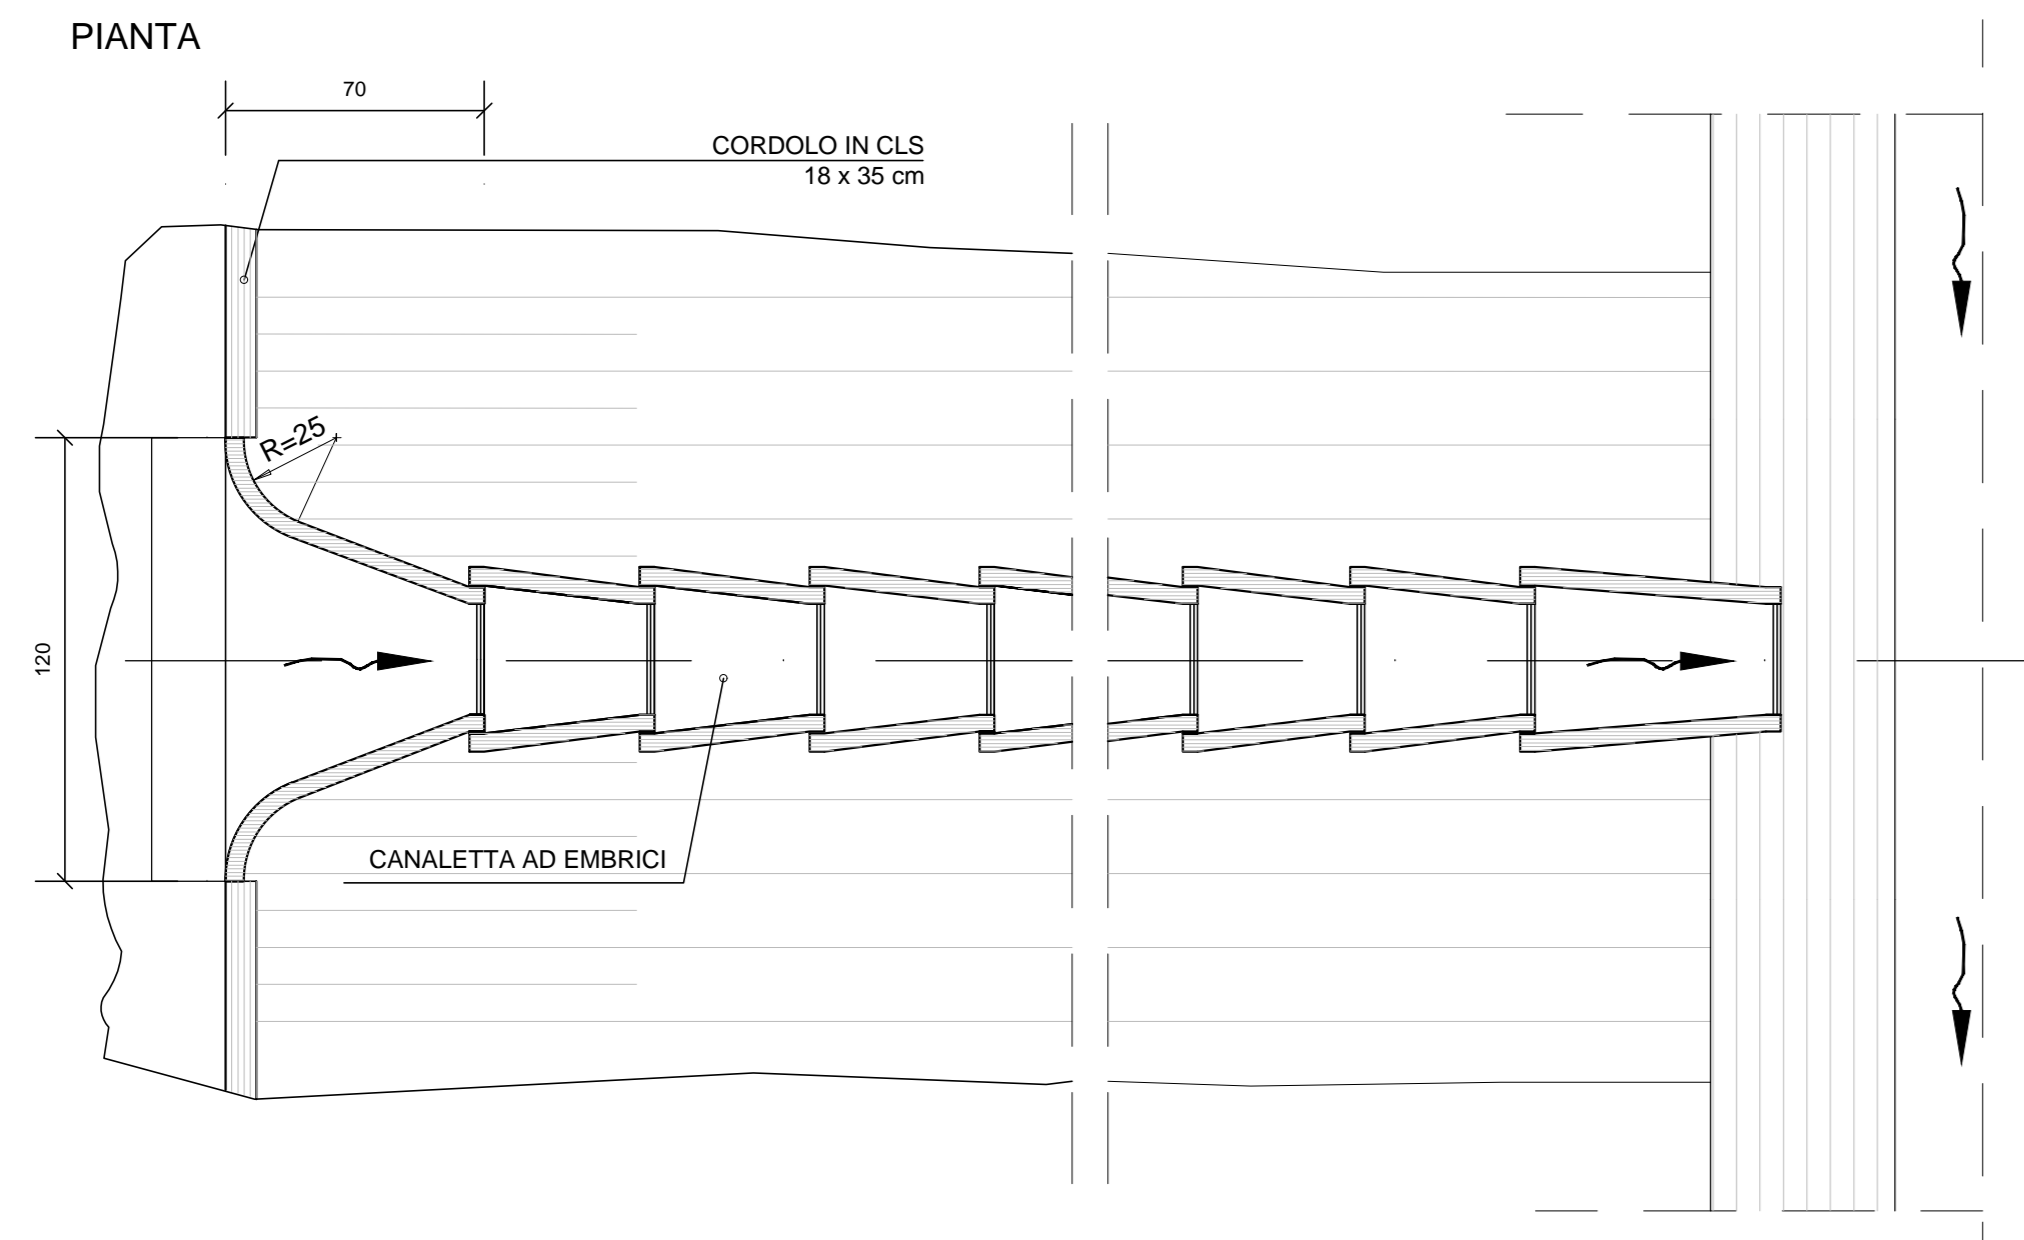 PIANTA
70
CORDOLO IN CLS
18 x 35 cm
R=25
120
CANALETTA AD EMBRICI